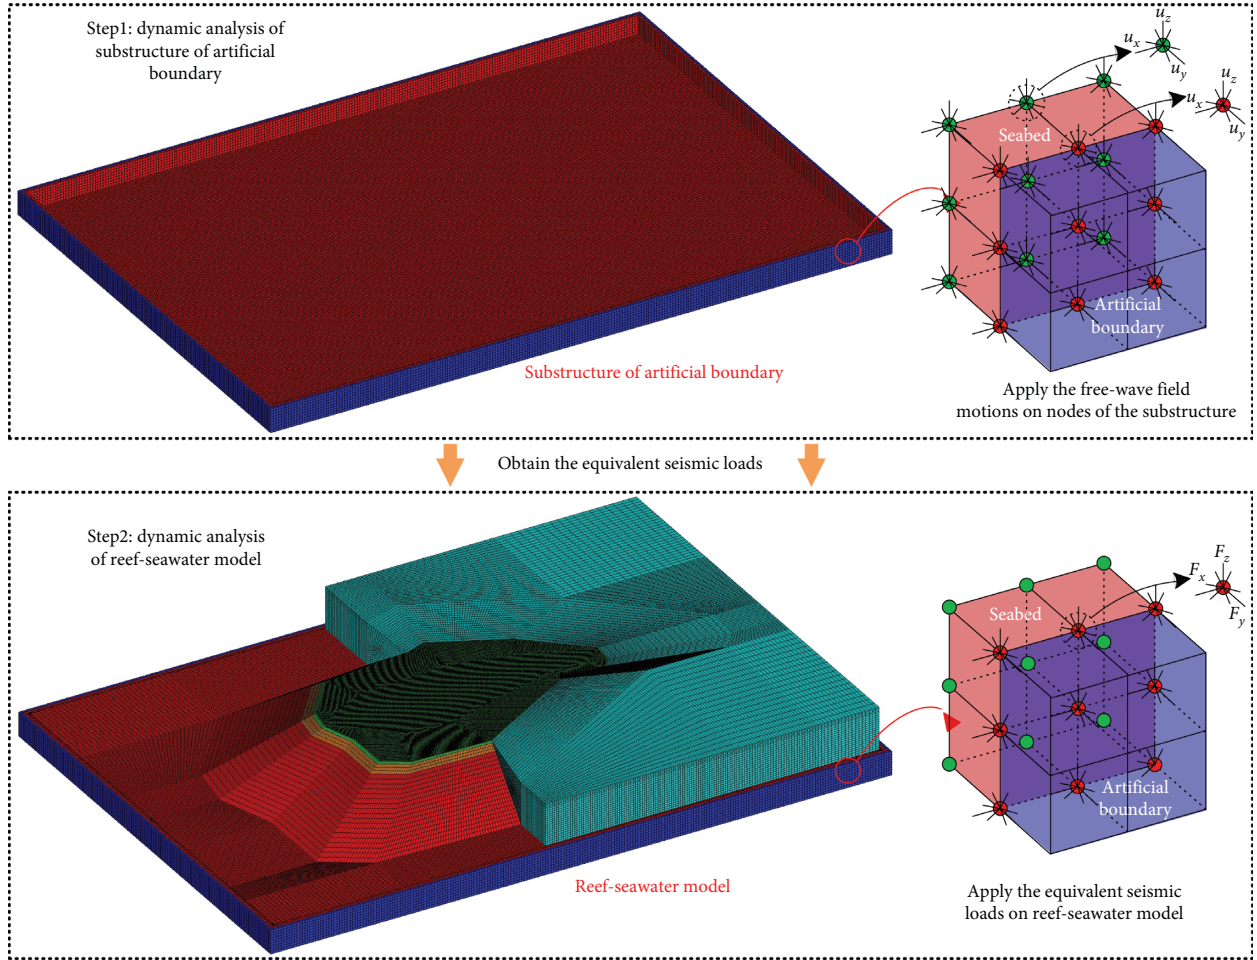 Step1: dynamic analysis of
substructure of artificial
boundary
u_z
u_x
u_y
u_z
u_x
u_y
Seabed
Artificial
boundary
Substructure of artificial boundary
Apply the free-wave field
motions on nodes of the substructure
Obtain the equivalent seismic loads
Step2: dynamic analysis
of reef-seawater model
F_z
F_x
F_y
Seabed
Artificial
boundary
Reef-seawater model
Apply the equivalent seismic
loads on reef-seawater model